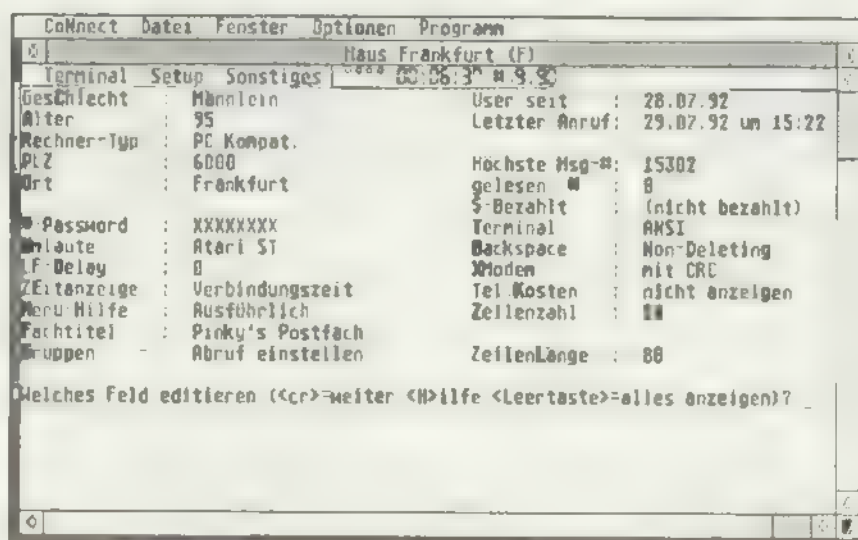 CoNnect Datei Fenster Optionen Programm
Maus Frankfurt (F)
Terminal Setup Sonstiges
Geschlecht : Männlein User seit : 28.07.92
Alter : 95 Letzter Anruf: 29.07.92 um 15:22
Rechner-Typ : PC Kompat.
PLZ : 6000 Höchste Msg-#: 15302
Ort : Frankfurt gelesen : 0
$-Bezahlt : (nicht bezahlt)
Password : XXXXXXXX Terminal ANSI
Umlaute : Atari ST Backspace : Non-Deleting
LF-Delay : 0 XModem : mit CRC
ZEitanzeige : Verbindungszeit Tel.Kosten : nicht anzeigen
Menu-Hilfe : Ausführlich Zeilenzahl :
Fachtitel : Pinky's Postfach
Gruppen - Abruf einstellen ZeilenLänge : 80
Welches Feld editieren (<cr>=weiter <H>ilfe <Leertaste>=alles anzeigen)? _